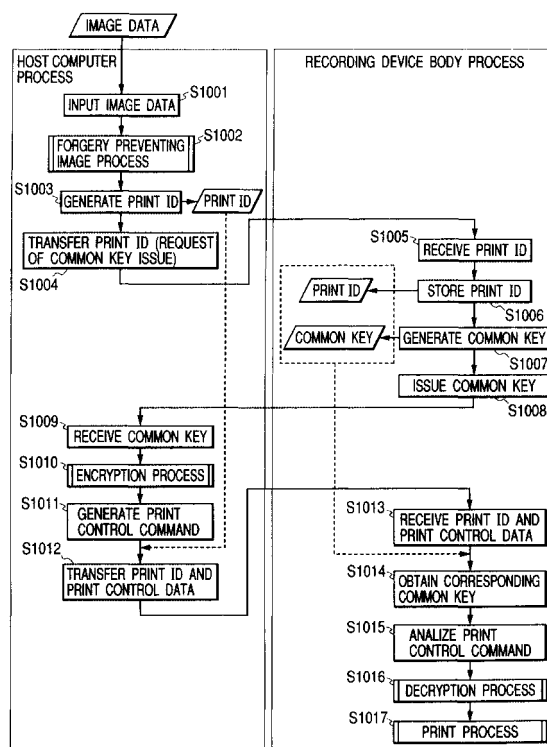 IMAGE DATA
HOST COMPUTER
PROCESS
RECORDING DEVICE BODY PROCESS
S1001
INPUT IMAGE DATA
S1002
FORGERY PREVENTING
IMAGE PROCESS
S1003
GENERATE PRINT ID
PRINT ID
TRANSFER PRINT ID (REQUEST
OF COMMON KEY ISSUE)
S1004
S1005
RECEIVE PRINT ID
PRINT ID
STORE PRINT ID
S1006
COMMON KEY
GENERATE COMMON KEY
S1007
ISSUE COMMON KEY
S1008
S1009
RECEIVE COMMON KEY
S1010
ENCRYPTION PROCESS
S1011
GENERATE PRINT
CONTROL COMMAND
S1012
TRANSFER PRINT ID AND
PRINT CONTROL DATA
S1013
RECEIVE PRINT ID AND
PRINT CONTROL DATA
S1014
OBTAIN CORRESPONDING
COMMON KEY
S1015
ANALIZE PRINT
CONTROL COMMAND
S1016
DECRYPTION PROCESS
S1017
PRINT PROCESS